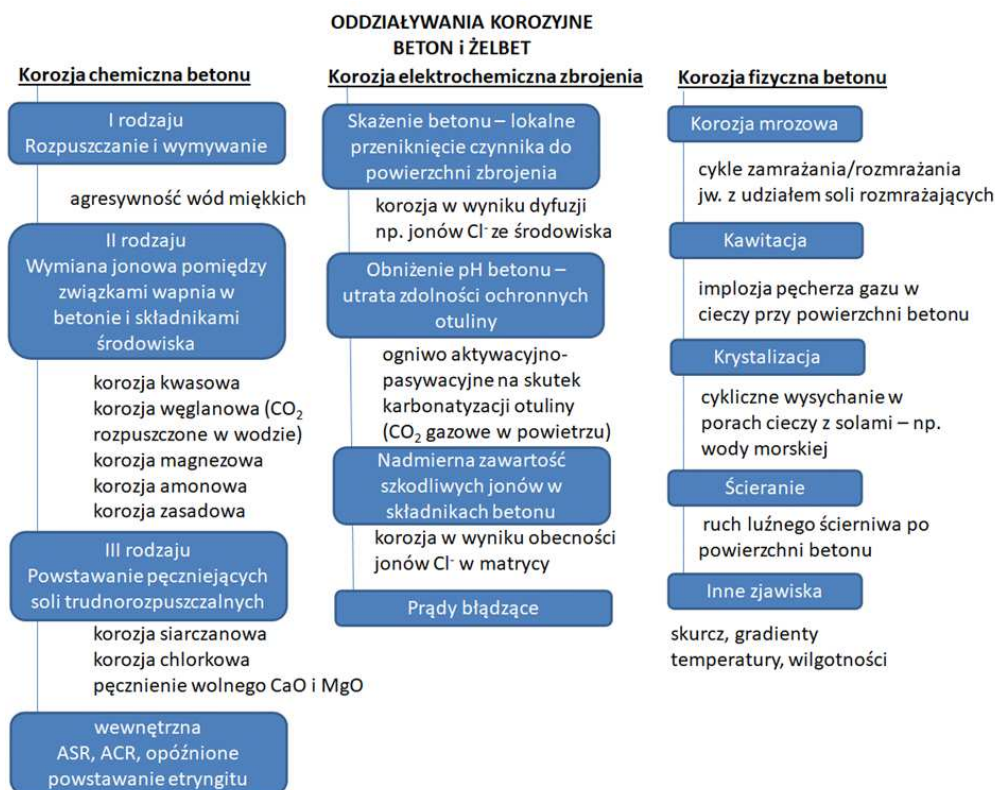 ODDZIAŁYWANIA KOROZYJNE
BETON i ŻELBET
Korozja chemiczna betonu
I rodzaju
Rozpuszczanie i wymywanie
agresywność wód miękkich
II rodzaju
Wymiana jonowa pomiędzy
związkami wapnia w
betonie i składnikami
środowiska
korozja kwasowa
korozja węglanowa (CO₂
rozpuszczone w wodzie)
korozja magnezowa
korozja amonowa
korozja zasadowa
III rodzaju
Powstawanie pęczniejących
soli trudnorozpuszczalnych
korozja siarczanowa
korozja chlorkowa
pęcznienie wolnego CaO i MgO
wewnętrzna
ASR, ACR, opóźnione
powstawanie etryngitu
Korozja elektrochemiczna zbrojenia
Skażenie betonu – lokalne
przeniknięcie czynnika do
powierzchni zbrojenia
korozja w wyniku dyfuzji
np. jonów Cl⁻ ze środowiska
Obniżenie pH betonu –
utrata zdolności ochronnych
otuliny
ogniwo aktywacyjno-
pasywacyjne na skutek
karbonatyzacji otuliny
(CO₂ gazowe w powietrzu)
Nadmierna zawartość
szkodliwych jonów w
składnikach betonu
korozja w wyniku obecności
jonów Cl⁻ w matrycy
Prądy błądzące
Korozja fizyczna betonu
Korozja mrozowa
cykle zamrażania/rozmrażania
jw. z udziałem soli rozmrażających
Kawitacja
implozja pęcherza gazu w
cieczy przy powierzchni betonu
Krystalizacja
cykliczne wysychanie w
porach cieczy z solami – np.
wody morskiej
Ścieranie
ruch luźnego ścierniwa po
powierzchni betonu
Inne zjawiska
skurcz, gradienty
temperatury, wilgotności